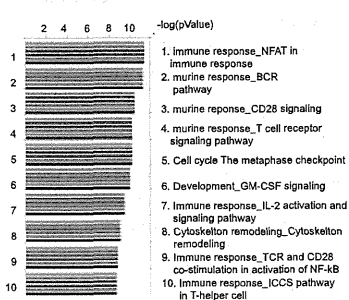 2 4 6 8 10 -log(pValue)
1 1. immune response_NFAT in
immune response
2 2. murine response_BCR
pathway
3 3. murine reponse_CD28 signaling
4 4. murine response_T cell receptor
signaling pathway
5 5. Cell cycle The metaphase checkpoint
6 6. Development_GM-CSF signaling
7 7. Immune response_IL-2 activation and
signaling pathway
8 8. Cytoskelton remodeling_Cytoskelton
remodeling
9 9. Immune response_TCR and CD28
co-stimulation in activation of NF-kB
10 10. Immune response_ICCS pathway
in T-helper cell